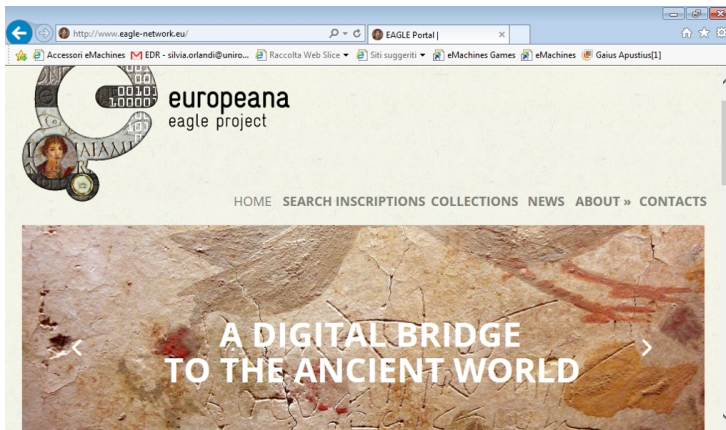 http://www.eagle-network.eu/
EAGLE Portal |
Accessori eMachines EDR - silvia.orlandi@uniro... Raccolta Web Slice Siti suggeriti eMachines Games eMachines Gaius Apustius[1]
europeana
eagle project
HOME SEARCH INSCRIPTIONS COLLECTIONS NEWS ABOUT » CONTACTS
A DIGITAL BRIDGE
TO THE ANCIENT WORLD